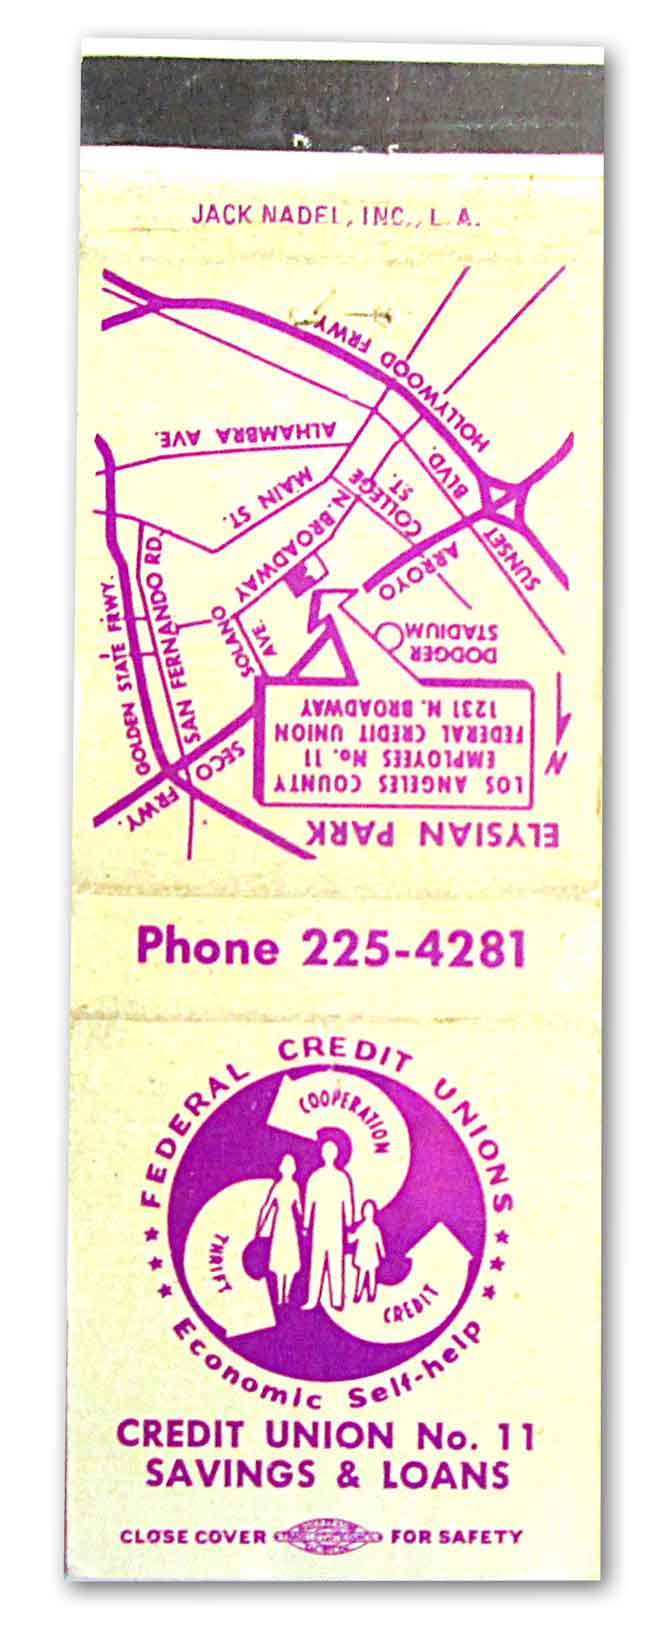 JACK NADEL, INC., L.A.
ELYSIAN PARK
LOS ANGELES COUNTY
EMPLOYEES No. 11
FEDERAL CREDIT UNION
1231 N. BROADWAY
N
DODGER
STADIUM
SUNSET
BLVD.
ARROYO
SECO
FRWY.
SOLANO
AVE.
N. BROADWAY
COLLEGE
ST.
MAIN ST.
ALHAMBRA AVE.
HOLLYWOOD FRWY
GOLDEN STATE FRWY.
SAN FERNANDO RD.
Phone 225-4281
FEDERAL CREDIT UNIONS
COOPERATION
THRIFT
CREDIT
Economic Self-help
CREDIT UNION No. 11
SAVINGS & LOANS
CLOSE COVER FOR SAFETY